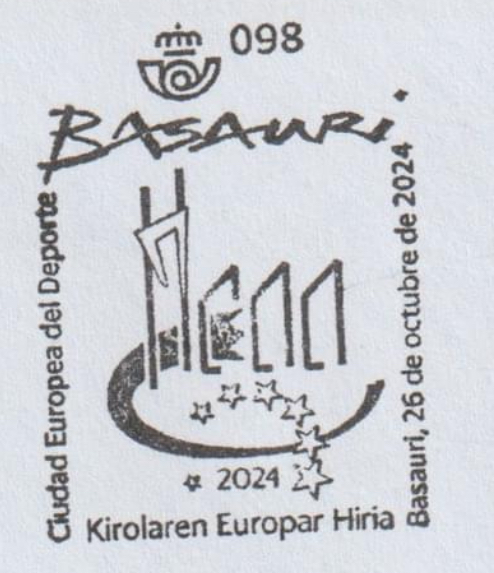 098
BASAURI
Ciudad Europea del Deporte
Basauri, 26 de octubre de 2024
2024
Kirolaren Europar Hiria